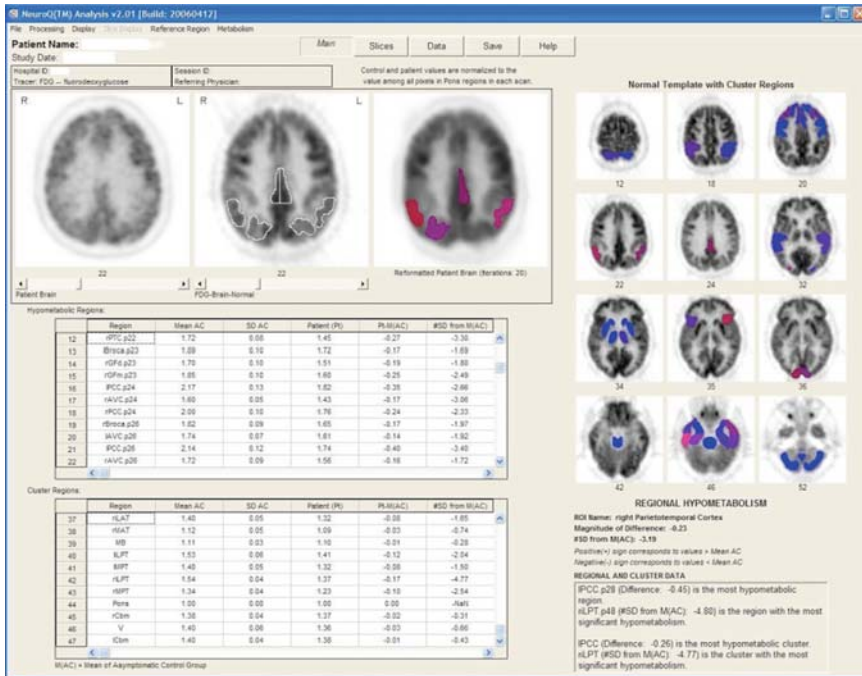 NeuroQ(TM) Analysis v2.01 [Build: 20060412]
File Processing Display Reference Region Metabolism
Patient Name:
Study Date:
Main Slices Data Save Help
Hospital ID: Session ID:
Tracer: FDG -- fluorodeoxyglucose Referring Physician:
Control and patient values are normalized to the
value among all pixels in Pons regions in each scan.
R L R L
22 22 Reformatted Patient Brain (Iterations: 20)
Patient Brain FDG-Brain-Normal
Normal Template with Cluster Regions
12 18 20
22 24 32
34 35 36
42 46 52
Hypometabolic Regions:
Region Mean AC SD AC Patient (Pt) Pt-M(AC) #SD from M(AC)
12 rPTC.p22 1.72 0.08 1.45 -0.27 -3.38
13 lBroca.p23 1.89 0.10 1.72 -0.17 -1.69
14 rGFd.p23 1.70 0.10 1.51 -0.19 -1.80
15 rGFm.p23 1.85 0.10 1.60 -0.25 -2.49
16 lPCC.p24 2.17 0.13 1.82 -0.35 -2.66
17 rAVC.p24 1.60 0.05 1.43 -0.17 -3.06
18 rPCC.p24 2.00 0.10 1.76 -0.24 -2.33
19 rBroca.p26 1.82 0.09 1.65 -0.17 -1.97
20 lAVC.p26 1.74 0.07 1.61 -0.14 -1.92
21 lPCC.p26 2.14 0.12 1.74 -0.40 -3.40
22 rAVC.p26 1.72 0.09 1.56 -0.16 -1.72
Cluster Regions:
Region Mean AC SD AC Patient (Pt) Pt-M(AC) #SD from M(AC)
37 riLAT 1.40 0.05 1.32 -0.08 -1.65
38 rMAT 1.12 0.05 1.09 -0.03 -0.74
39 MB 1.11 0.03 1.10 -0.01 -0.28
40 liLPT 1.53 0.06 1.41 -0.12 -2.04
41 lMPT 1.40 0.05 1.32 -0.08 -1.50
42 riLPT 1.54 0.04 1.37 -0.17 -4.77
43 rMPT 1.34 0.04 1.23 -0.10 -2.54
44 Pons 1.00 0.00 1.00 0.00 -NaN
45 rCbm 1.38 0.04 1.37 -0.02 -0.31
46 V 1.40 0.06 1.36 -0.03 -0.66
47 lCbm 1.40 0.04 1.38 -0.01 -0.43
M(AC) = Mean of Asymptomatic Control Group
REGIONAL HYPOMETABOLISM
ROI Name: right Parietotemporal Cortex
Magnitude of Difference: -0.23
#SD from M(AC): -3.19
Positive(+) sign corresponds to values > Mean AC
Negative(-) sign corresponds to values < Mean AC
REGIONAL AND CLUSTER DATA
lPCC.p28 (Difference: -0.45) is the most hypometabolic
region.
riLPT.p48 (#SD from M(AC): -4.80) is the region with the most
significant hypometabolism.
lPCC (Difference: -0.26) is the most hypometabolic cluster.
riLPT (#SD from M(AC): -4.77) is the cluster with the most
significant hypometabolism.